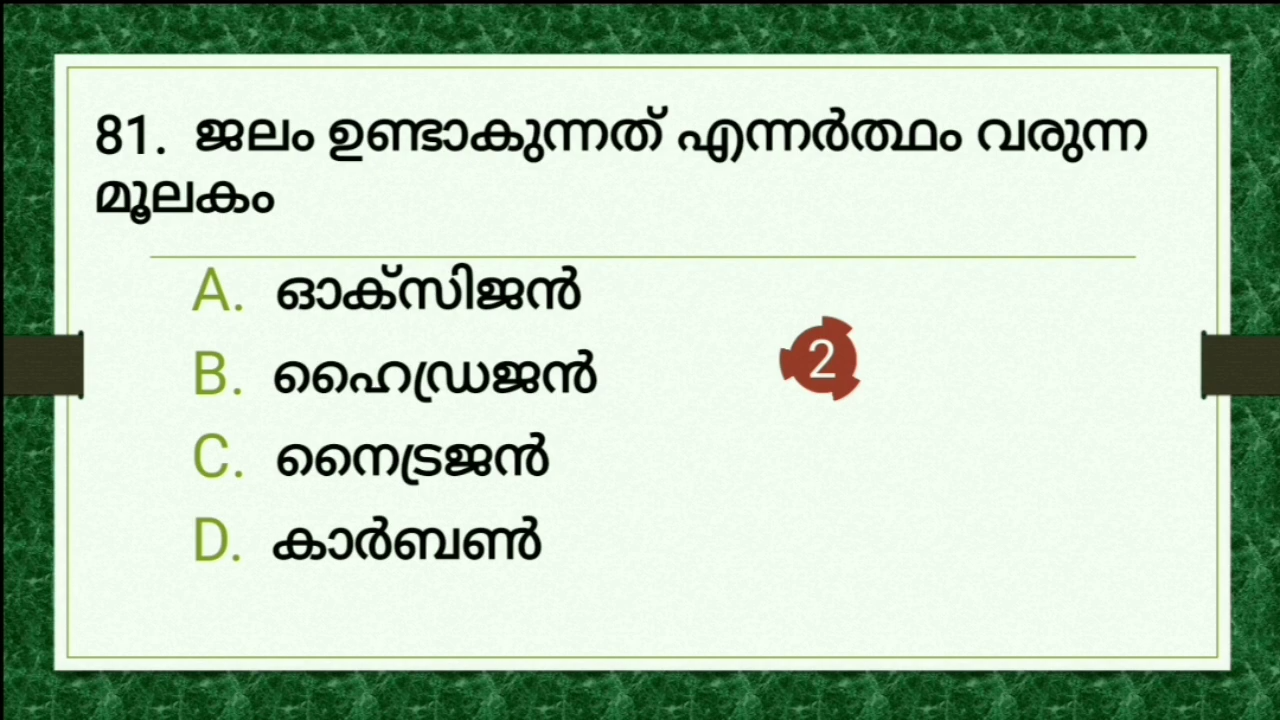 81. ജലം ഉണ്ടാകുന്നത് എന്നർത്ഥം വരുന്ന
മൂലകം
A. ഓക്സിജൻ
B. ഹൈഡ്രജൻ
2
C. നൈട്രജൻ
D. കാർബൺ